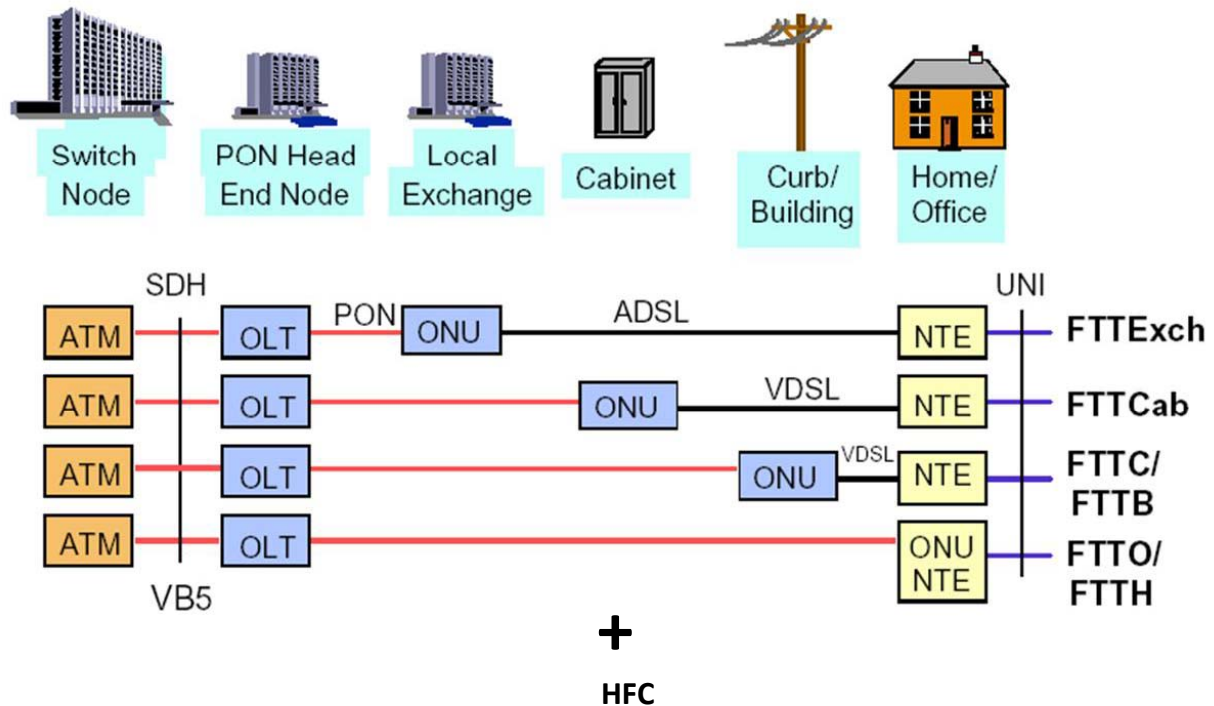 Switch
Node
PON Head
End Node
Local
Exchange
Cabinet
Curb/
Building
Home/
Office
SDH
UNI
ATM
OLT
PON
ONU
ADSL
NTE
FTTExch
ATM
OLT
ONU
VDSL
NTE
FTTCab
ATM
OLT
ONU
VDSL
NTE
FTTC/
FTTB
ATM
OLT
ONU
NTE
FTTO/
FTTH
VB5
+
HFC